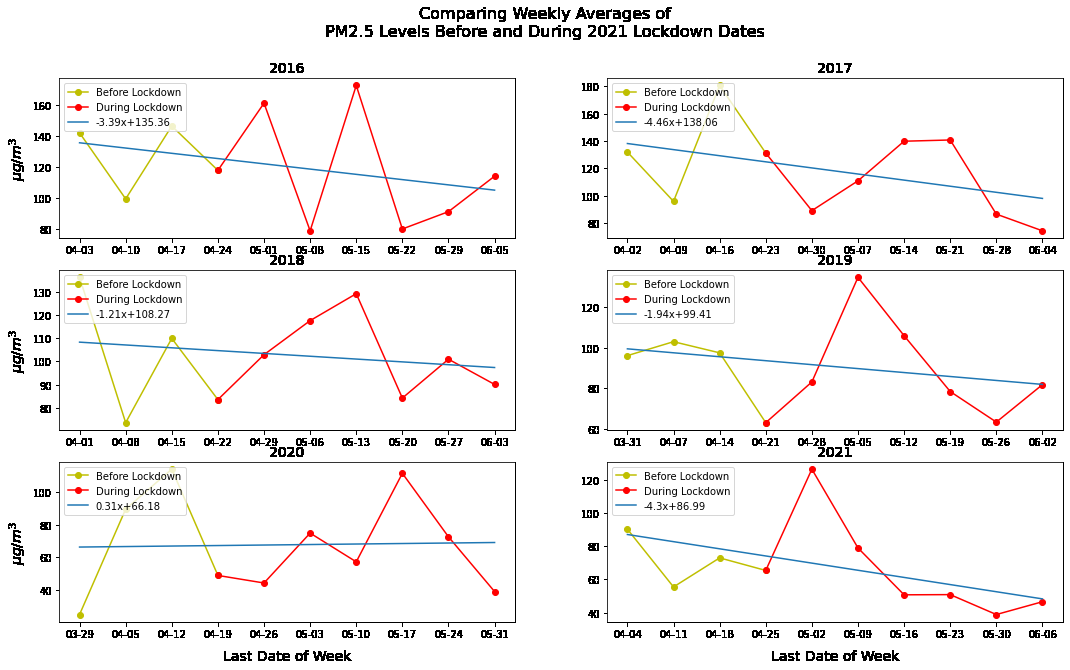 Comparing Weekly Averages of
PM2.5 Levels Before and During 2021 Lockdown Dates
2016
Before Lockdown
During Lockdown
-3.39x+135.36
160
140
120
100
80
μg/m³
04-03 04-10 04-17 04-24 05-01 05-08 05-15 05-22 05-29 06-05
2017
Before Lockdown
During Lockdown
-4.46x+138.06
180
160
140
120
100
80
04-02 04-09 04-16 04-23 04-30 05-07 05-14 05-21 05-28 06-04
2018
Before Lockdown
During Lockdown
-1.21x+108.27
130
120
110
100
90
80
μg/m³
04-01 04-08 04-15 04-22 04-29 05-06 05-13 05-20 05-27 06-03
2019
Before Lockdown
During Lockdown
-1.94x+99.41
120
100
80
60
03-31 04-07 04-14 04-21 04-28 05-05 05-12 05-19 05-26 06-02
2020
Before Lockdown
During Lockdown
0.31x+66.18
100
80
60
40
μg/m³
03-29 04-05 04-12 04-19 04-26 05-03 05-10 05-17 05-24 05-31
Last Date of Week
2021
Before Lockdown
During Lockdown
-4.3x+86.99
120
100
80
60
40
04-04 04-11 04-18 04-25 05-02 05-09 05-16 05-23 05-30 06-06
Last Date of Week